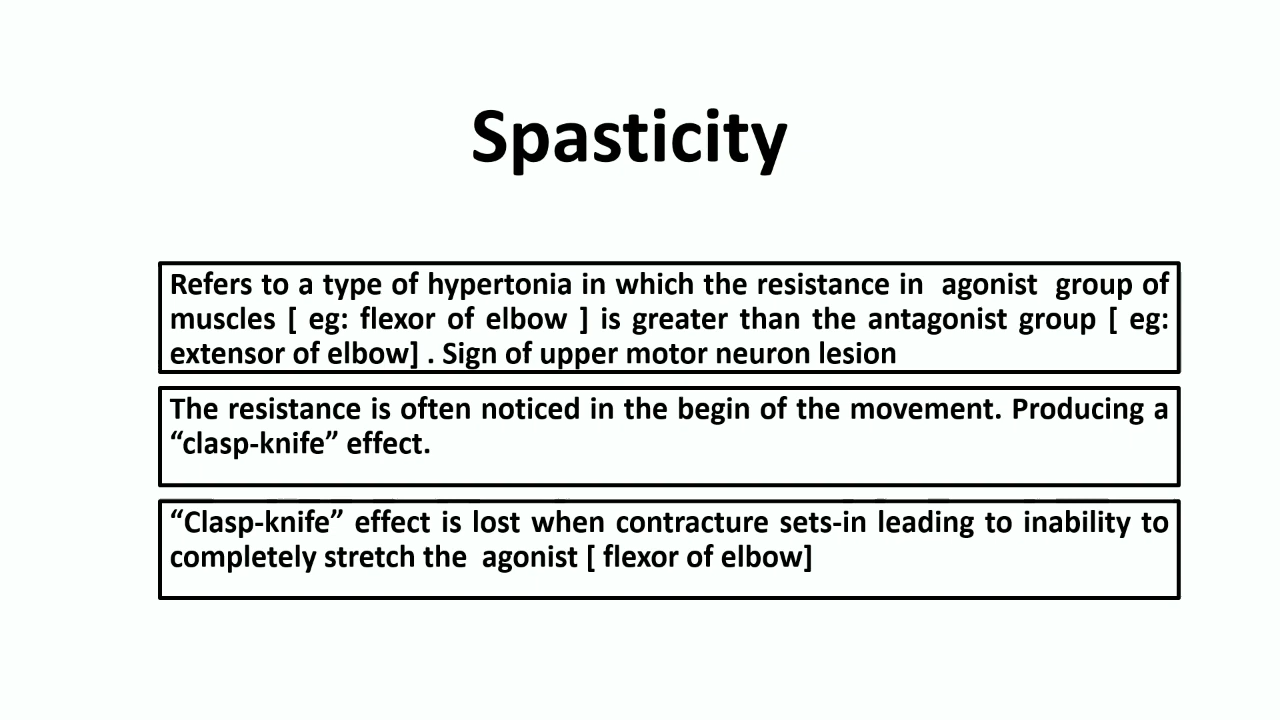 Spasticity
Refers to a type of hypertonia in which the resistance in agonist group of
muscles [ eg: flexor of elbow ] is greater than the antagonist group [ eg:
extensor of elbow] . Sign of upper motor neuron lesion
The resistance is often noticed in the begin of the movement. Producing a
“clasp-knife” effect.
“Clasp-knife” effect is lost when contracture sets-in leading to inability to
completely stretch the agonist [ flexor of elbow]